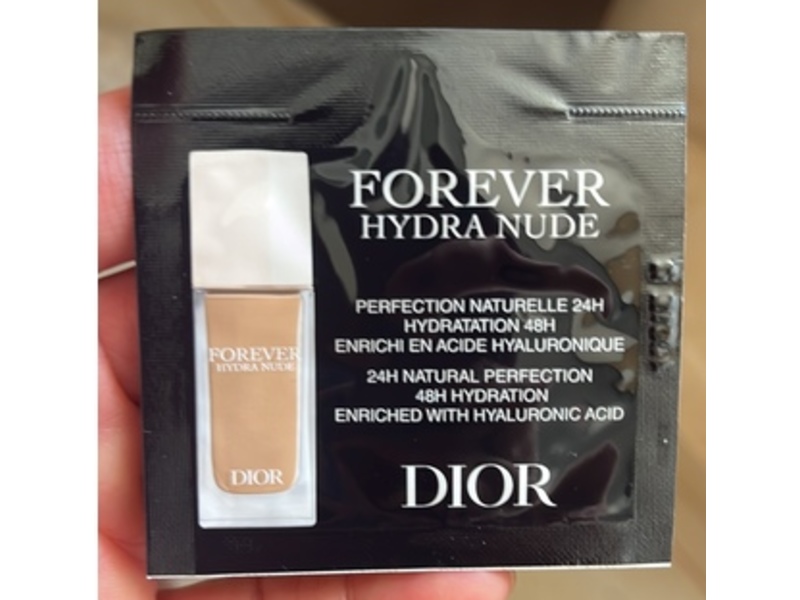 FOREVER
HYDRA NUDE
PERFECTION NATURELLE 24H
HYDRATATION 48H
ENRICHI EN ACIDE HYALURONIQUE
24H NATURAL PERFECTION
48H HYDRATION
ENRICHED WITH HYALURONIC ACID
DIOR
FOREVER
HYDRA NUDE
DIOR